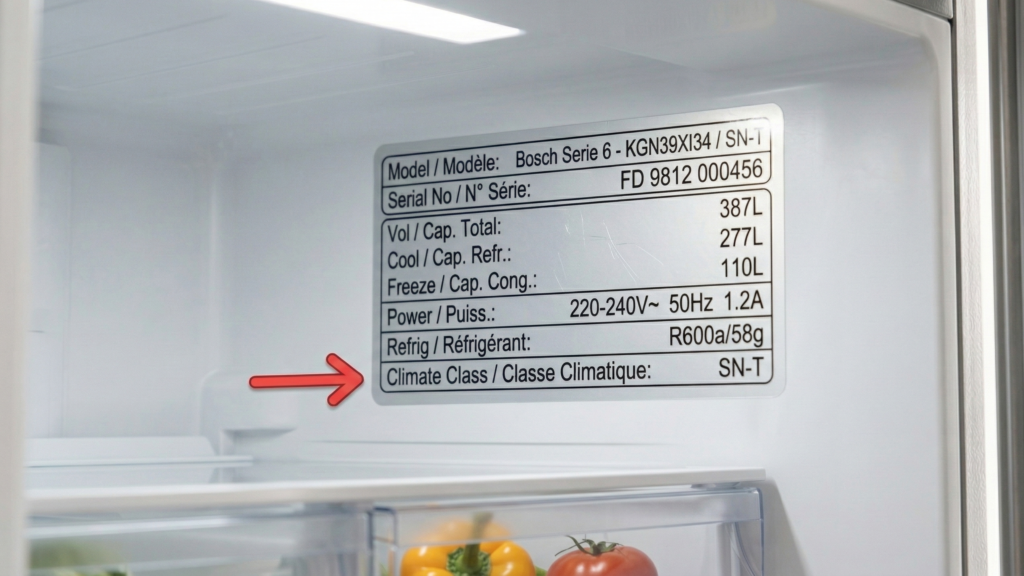 Model / Modèle: Bosch Serie 6 - KGN39XI34 / SN-T
Serial No / N° Série: FD 9812 000456
Vol / Cap. Total: 387L
Cool / Cap. Refr.: 277L
Freeze / Cap. Cong.: 110L
Power / Puiss.: 220-240V~ 50Hz 1.2A
Refrig / Réfrigérant: R600a/58g
Climate Class / Classe Climatique: SN-T